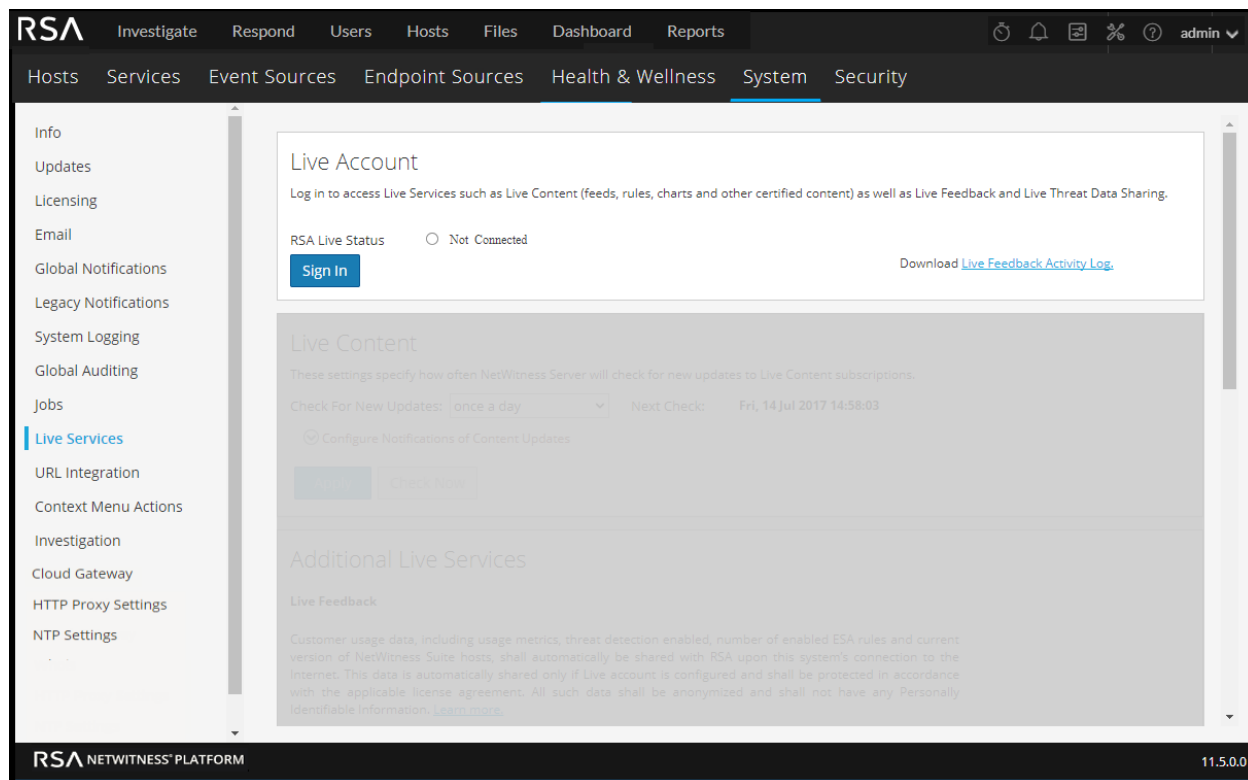 RSA Investigate Respond Users Hosts Files Dashboard Reports admin
Hosts Services Event Sources Endpoint Sources Health & Wellness System Security
Info
Updates
Licensing
Email
Global Notifications
Legacy Notifications
System Logging
Global Auditing
Jobs
Live Services
URL Integration
Context Menu Actions
Investigation
Cloud Gateway
HTTP Proxy Settings
NTP Settings
Live Account
Log in to access Live Services such as Live Content (feeds, rules, charts and other certified content) as well as Live Feedback and Live Threat Data Sharing.
RSA Live Status Not Connected
Sign In
Download Live Feedback Activity Log.
Live Content
These settings specify how often NetWitness Server will check for new updates to Live Content subscriptions.
Check For New Updates: once a day Next Check: Fri, 14 Jul 2017 14:58:03
Configure Notifications of Content Updates
Apply Check Now
Additional Live Services
Live Feedback
Customer usage data, including usage metrics, threat detection enabled, number of enabled ESA rules and current
version of NetWitness Suite hosts, shall automatically be shared with RSA upon this system's connection to the
internet. This data is automatically shared only if Live account is configured and shall be protected in accordance
with the applicable license agreement. All such data shall be anonymized and shall not have any Personally
Identifiable Information. Learn more.
RSA NETWITNESS® PLATFORM 11.5.0.0